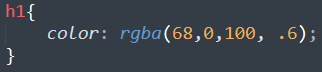 h1{
    color: rgba(68,0,100, .6);
}